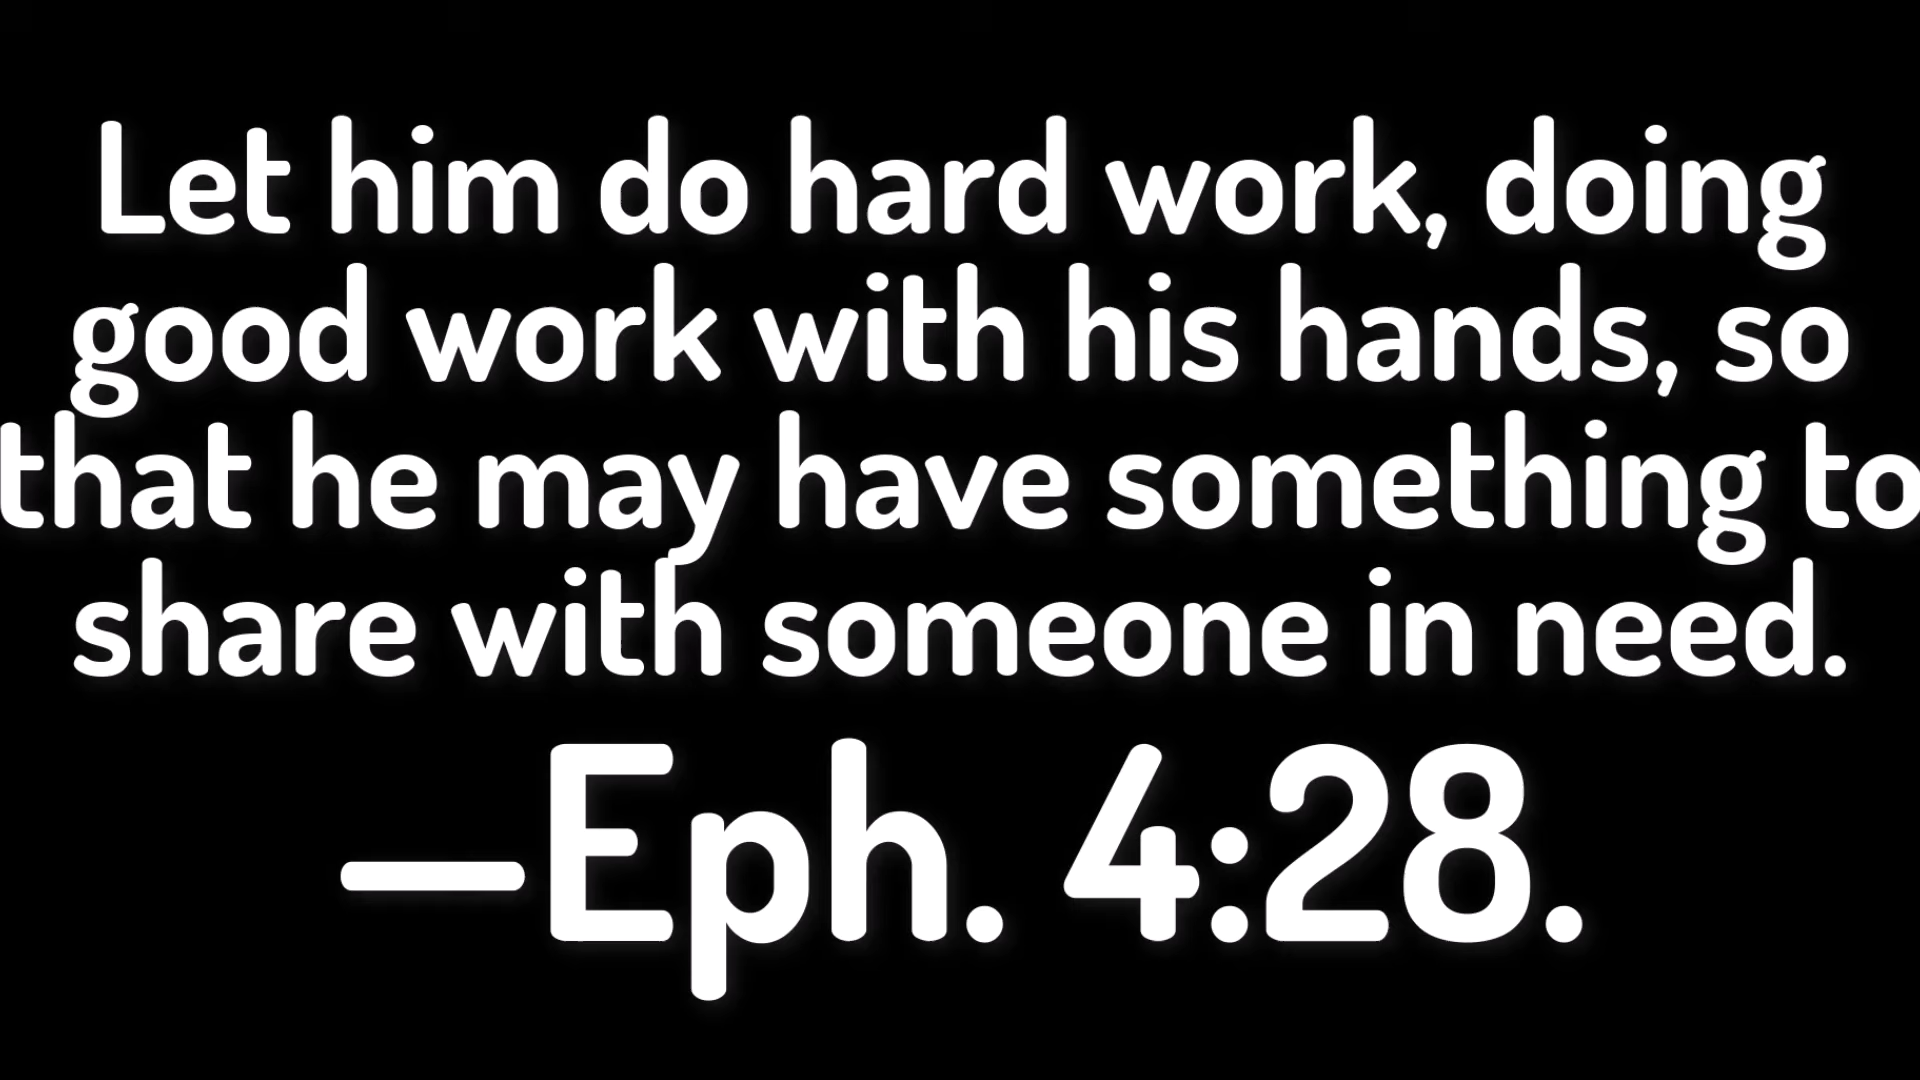 Let him do hard work, doing
good work with his hands, so
that he may have something to
share with someone in need.
—Eph. 4:28.